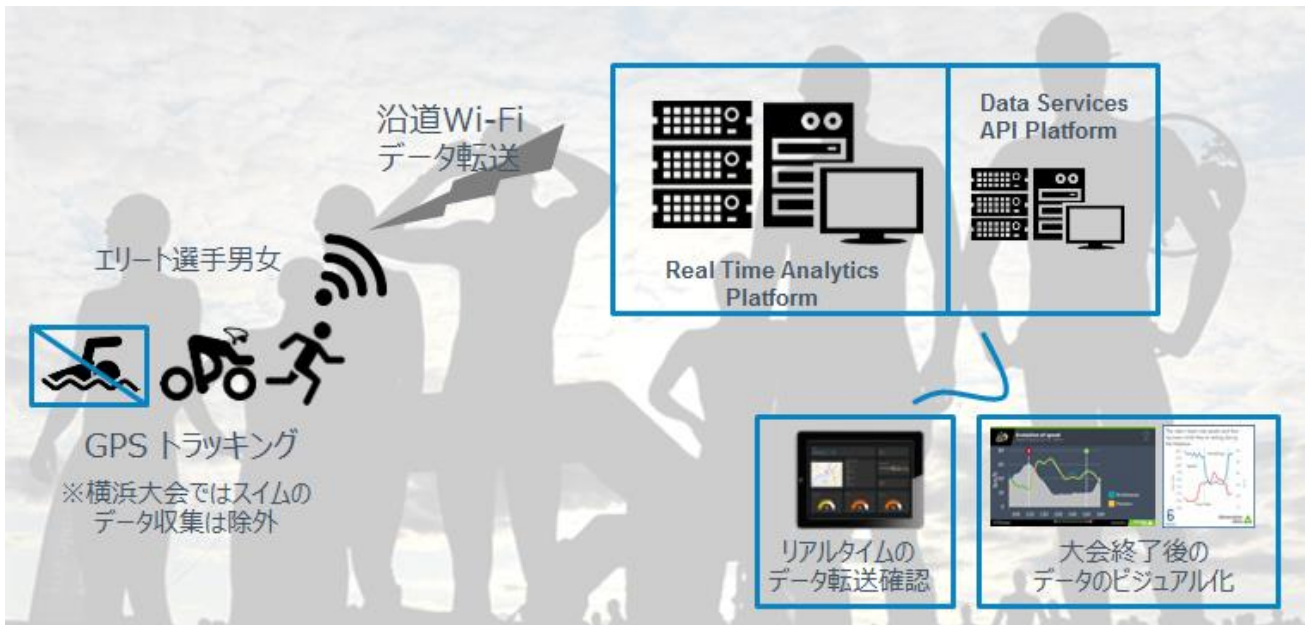 沿道Wi-Fi
データ転送
エリート選手男女
GPS トラッキング
※横浜大会ではスイムの
データ収集は除外
Real Time Analytics
Platform
Data Services
API Platform
リアルタイムの
データ転送確認
Evolution of speed
6
大会終了後の
データのビジュアル化